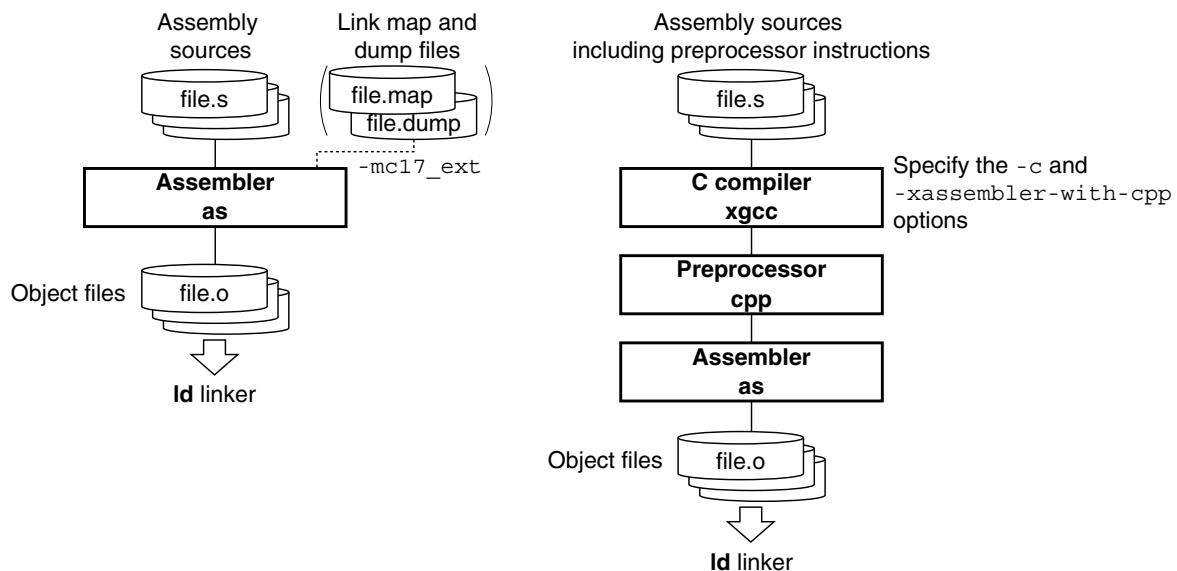 Assembly
sources
Link map and
dump files
file.s
file.map
file.dump
-mc17_ext
Assembler
as
Object files
file.o
ld linker
Assembly sources
including preprocessor instructions
file.s
C compiler
xgcc
Specify the -c and
-xassembler-with-cpp
options
Preprocessor
cpp
Assembler
as
Object files
file.o
ld linker